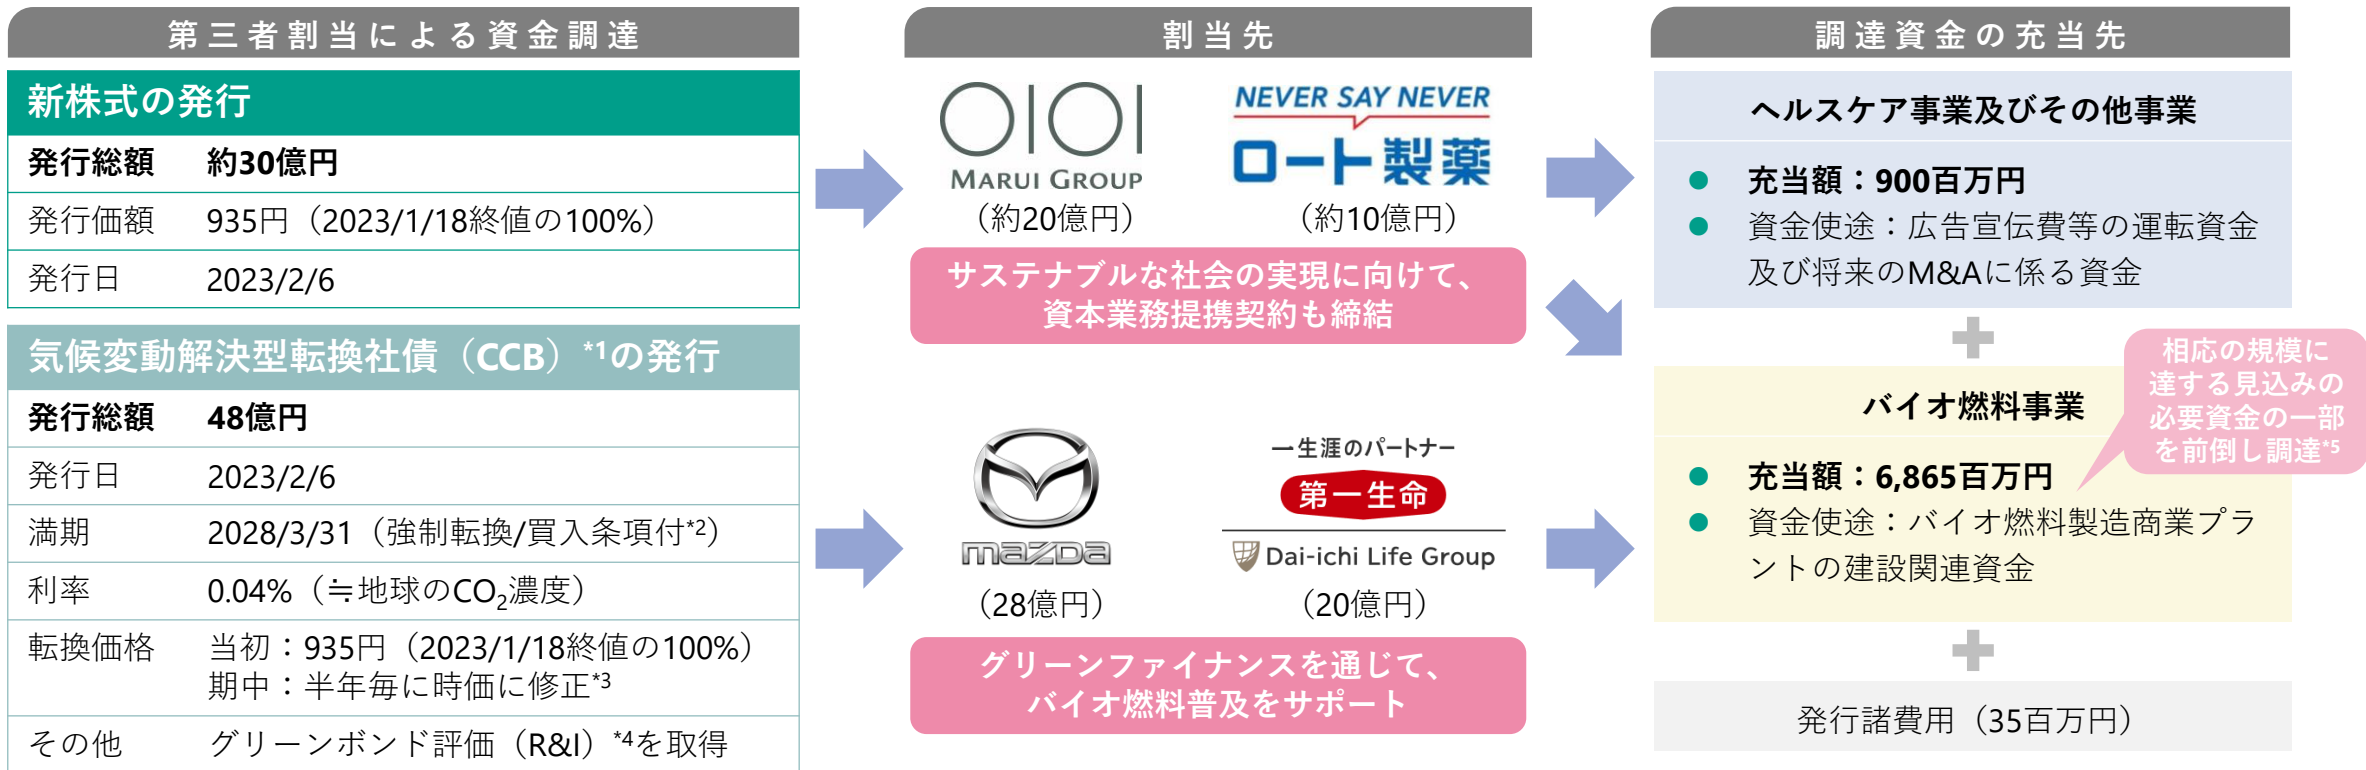 第三者割当による資金調達
新株式の発行
発行総額 約30億円
発行価額 935円（2023/1/18終値の100%）
発行日 2023/2/6
気候変動解決型転換社債（CCB）*1の発行
発行総額 48億円
発行日 2023/2/6
満期 2028/3/31（強制転換/買入条項付*2）
利率 0.04%（≒地球のCO2濃度）
転換価格 当初：935円（2023/1/18終値の100%）
期中：半年毎に時価に修正*3
その他 グリーンボンド評価（R&I）*4を取得
割当先
OIOI
MARUI GROUP
（約20億円）
NEVER SAY NEVER
ロート製薬
（約10億円）
サステナブルな社会の実現に向けて、
資本業務提携契約も締結
mazda
（28億円）
一生涯のパートナー
第一生命
Dai-ichi Life Group
（20億円）
グリーンファイナンスを通じて、
バイオ燃料普及をサポート
調達資金の充当先
ヘルスケア事業及びその他事業
● 充当額：900百万円
● 資金使途：広告宣伝費等の運転資金
及び将来のM&Aに係る資金
バイオ燃料事業
● 充当額：6,865百万円
● 資金使途：バイオ燃料製造商業プラ
ントの建設関連資金
相応の規模に
達する見込みの
必要資金の一部
を前倒し調達*5
発行諸費用（35百万円）